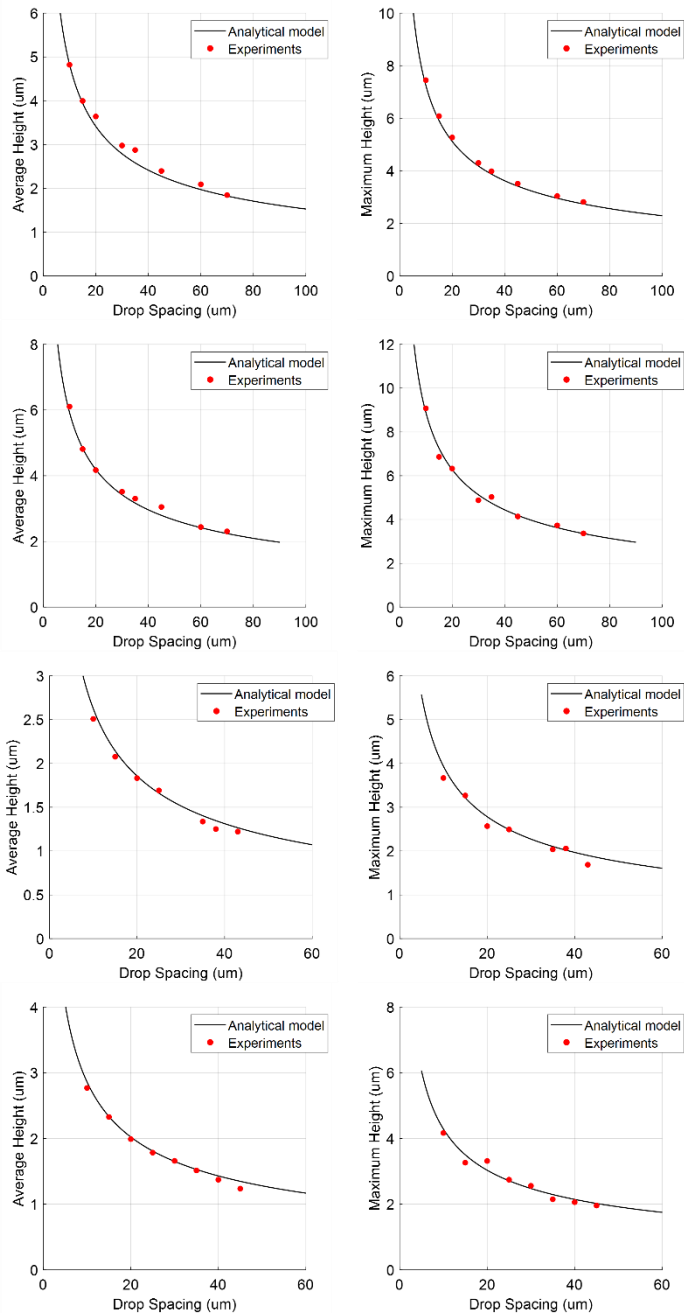 6
5
4
3
2
1
0
Average Height (um)
Analytical model
Experiments
0 20 40 60 80 100
Drop Spacing (um)
10
8
6
4
2
0
Maximum Height (um)
Analytical model
Experiments
0 20 40 60 80 100
Drop Spacing (um)
8
6
4
2
0
Average Height (um)
Analytical model
Experiments
0 20 40 60 80 100
Drop Spacing (um)
12
10
8
6
4
2
0
Maximum Height (um)
Analytical model
Experiments
0 20 40 60 80 100
Drop Spacing (um)
3
2.5
2
1.5
1
0.5
0
Average Height (um)
Analytical model
Experiments
0 20 40 60
Drop Spacing (um)
6
5
4
3
2
1
0
Maximum Height (um)
Analytical model
Experiments
0 20 40 60
Drop Spacing (um)
4
3
2
1
0
Average Height (um)
Analytical model
Experiments
0 20 40 60
Drop Spacing (um)
8
6
4
2
0
Maximum Height (um)
Analytical model
Experiments
0 20 40 60
Drop Spacing (um)